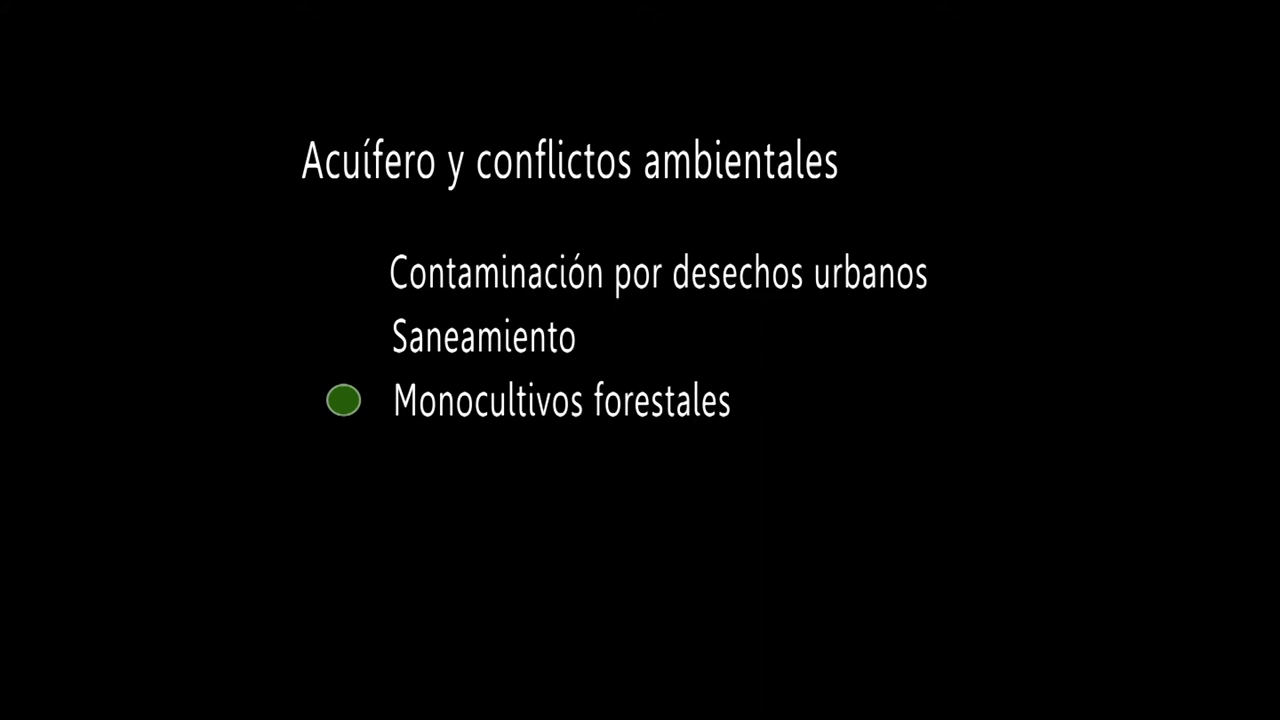 Acuífero y conflictos ambientales
Contaminación por desechos urbanos
Saneamiento
Monocultivos forestales